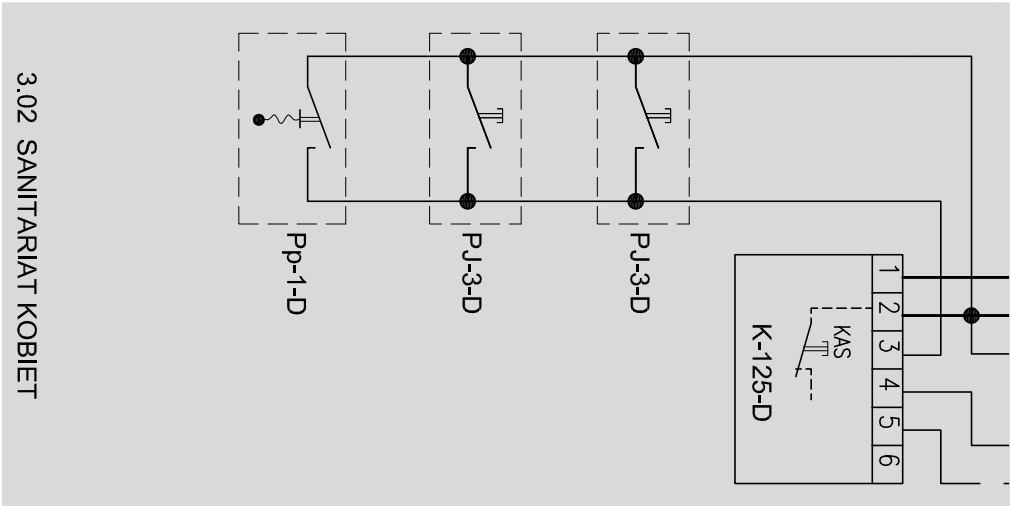 3.02 SANITARIAT KOBIET
Pp-1-D
PJ-3-D
PJ-3-D
K-125-D
KAS
1
2
3
4
5
6